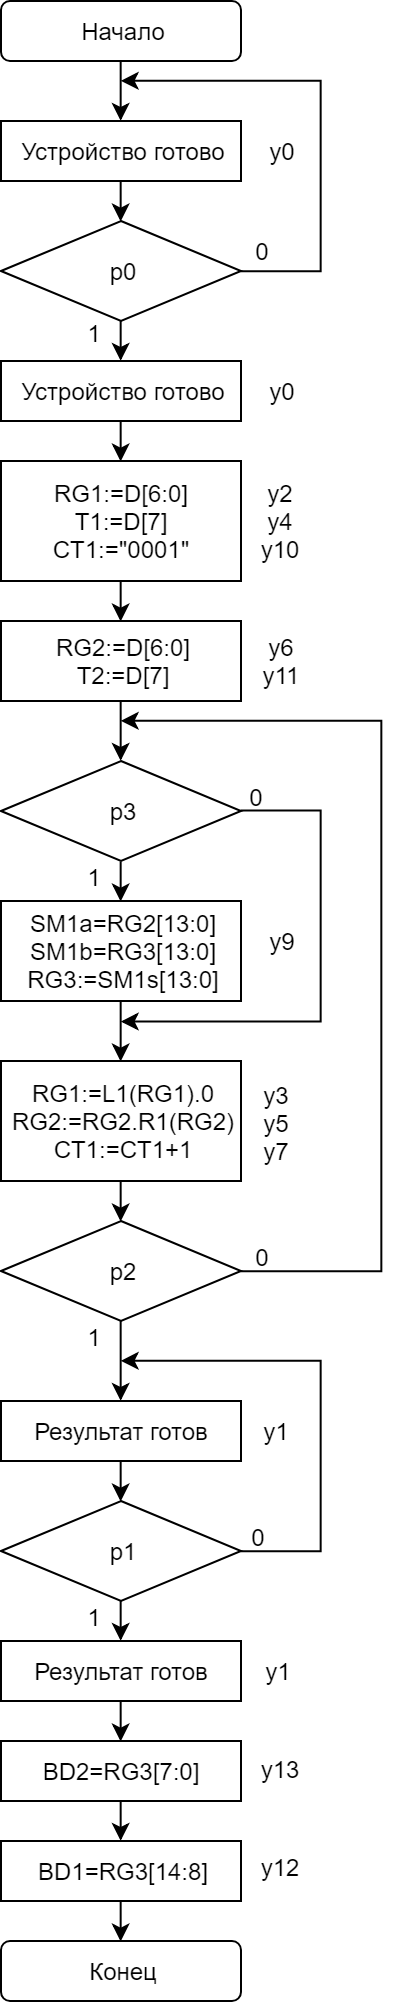 Начало
Устройство готово y0
p0 0
1
Устройство готово y0
RG1:=D[6:0] y2
T1:=D[7] y4
CT1:="0001" y10
RG2:=D[6:0] y6
T2:=D[7] y11
p3 0
1
SM1a=RG2[13:0]
SM1b=RG3[13:0] y9
RG3:=SM1s[13:0]
RG1:=L1(RG1).0 y3
RG2:=RG2.R1(RG2) y5
CT1:=CT1+1 y7
p2 0
1
Результат готов y1
p1 0
1
Результат готов y1
BD2=RG3[7:0] y13
BD1=RG3[14:8] y12
Конец